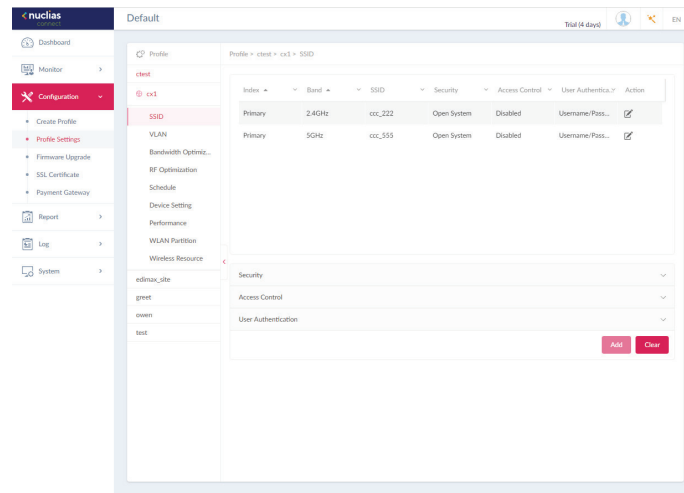 nuclias
connect
Default
Trial (4 days)
EN
Dashboard
Monitor
Configuration
Create Profile
Profile Settings
Firmware Upgrade
SSL Certificate
Payment Gateway
Report
Log
System
Profile
ctest
cx1
SSID
VLAN
Bandwidth Optimiz...
RF Optimization
Schedule
Device Setting
Performance
WLAN Partition
Wireless Resource
edimax_site
greet
owen
test
Profile > ctest > cx1 > SSID
Index Band SSID Security Access Control User Authentica... Action
Primary 2.4GHz ccc_222 Open System Disabled Username/Pass...
Primary 5GHz ccc_555 Open System Disabled Username/Pass...
Security
Access Control
User Authentication
Add Clear